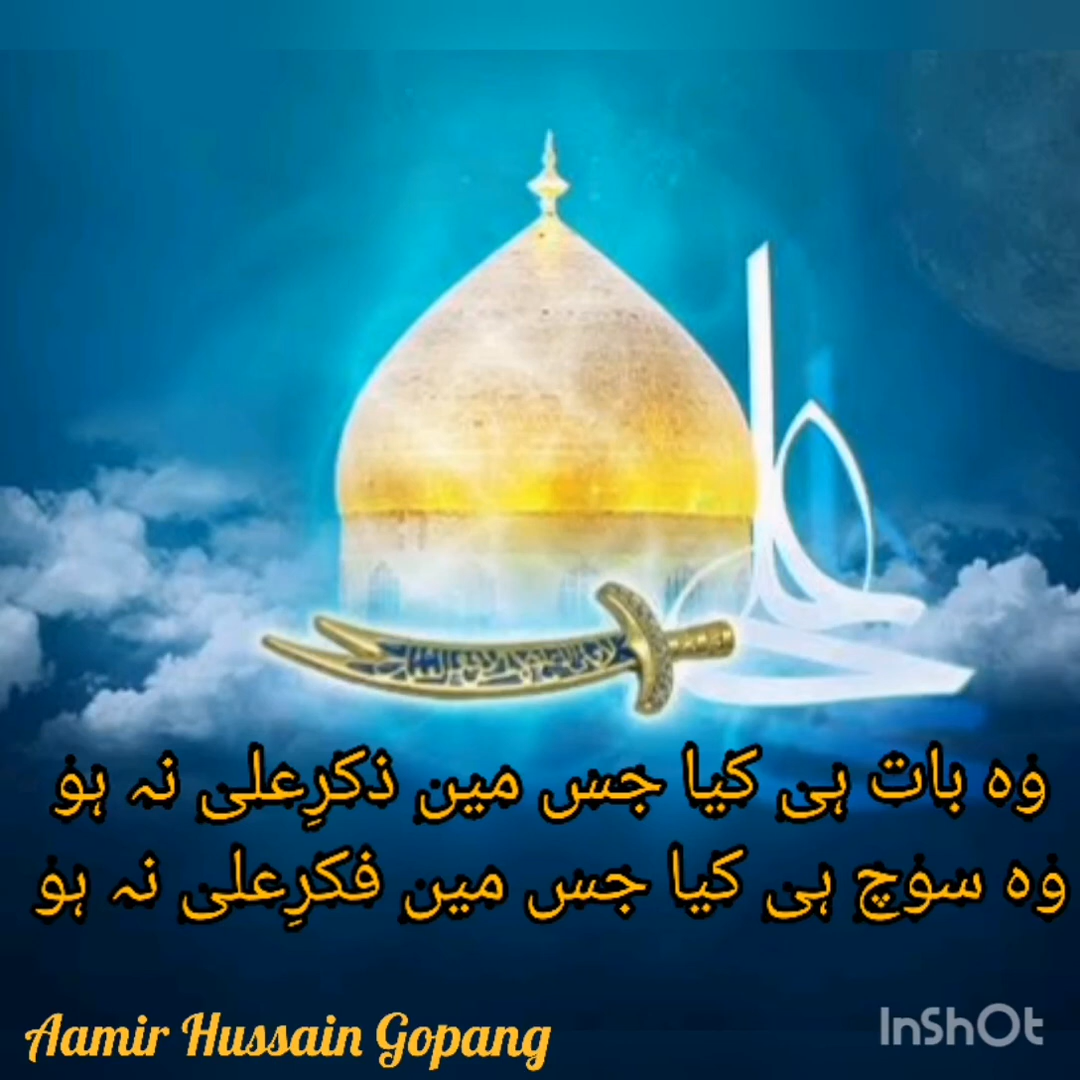 علی
وہ بات ہی کیا جس میں ذکرِعلی نہ ہو
وہ سوچ ہی کیا جس میں فکرِعلی نہ ہو
Aamir Hussain Gopang
InShOt